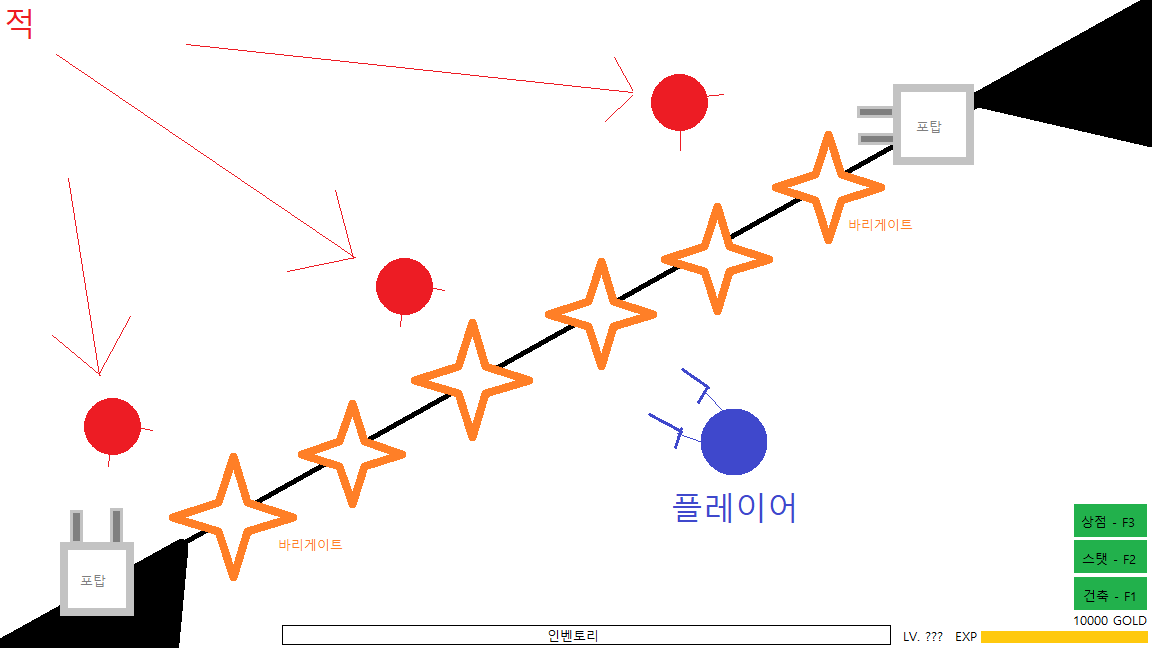 적
포탑
바리게이트
플레이어
바리게이트
포탑
상점 - F3
스탯 - F2
건축 - F1
10000 GOLD
인벤토리
LV. ??? EXP